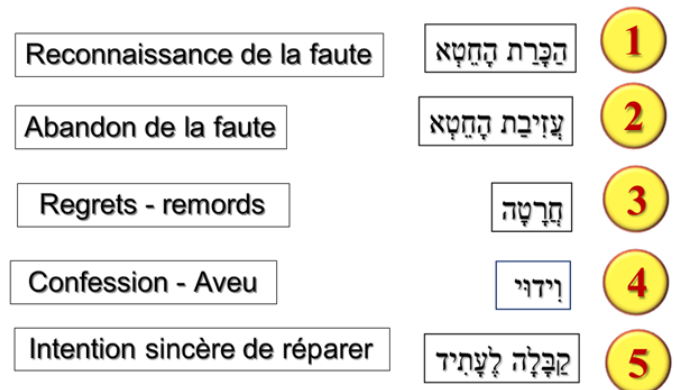 Reconnaissance de la faute הַכָּרַת הָחֵטְא 1
Abandon de la faute עֲזִיבַת הָחֵטְא 2
Regrets - remords חֲרָטָה 3
Confession - Aveu וִידוּי 4
Intention sincère de réparer קַבָּלָה לֶעָתִיד 5